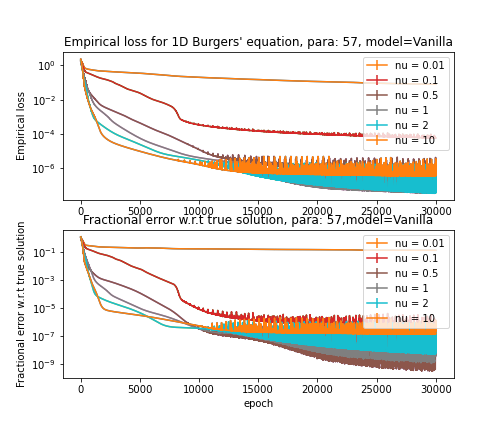 Empirical loss for 1D Burgers' equation, para: 57, model=Vanilla
Empirical loss
10⁰
10⁻²
10⁻⁴
10⁻⁶
nu = 0.01
nu = 0.1
nu = 0.5
nu = 1
nu = 2
nu = 10
0 5000 10000 15000 20000 25000 30000
Fractional error w.r.t true solution, para: 57,model=Vanilla
Fractional error w.r.t true solution
10⁻¹
10⁻³
10⁻⁵
10⁻⁷
10⁻⁹
nu = 0.01
nu = 0.1
nu = 0.5
nu = 1
nu = 2
nu = 10
0 5000 10000 15000 20000 25000 30000
epoch